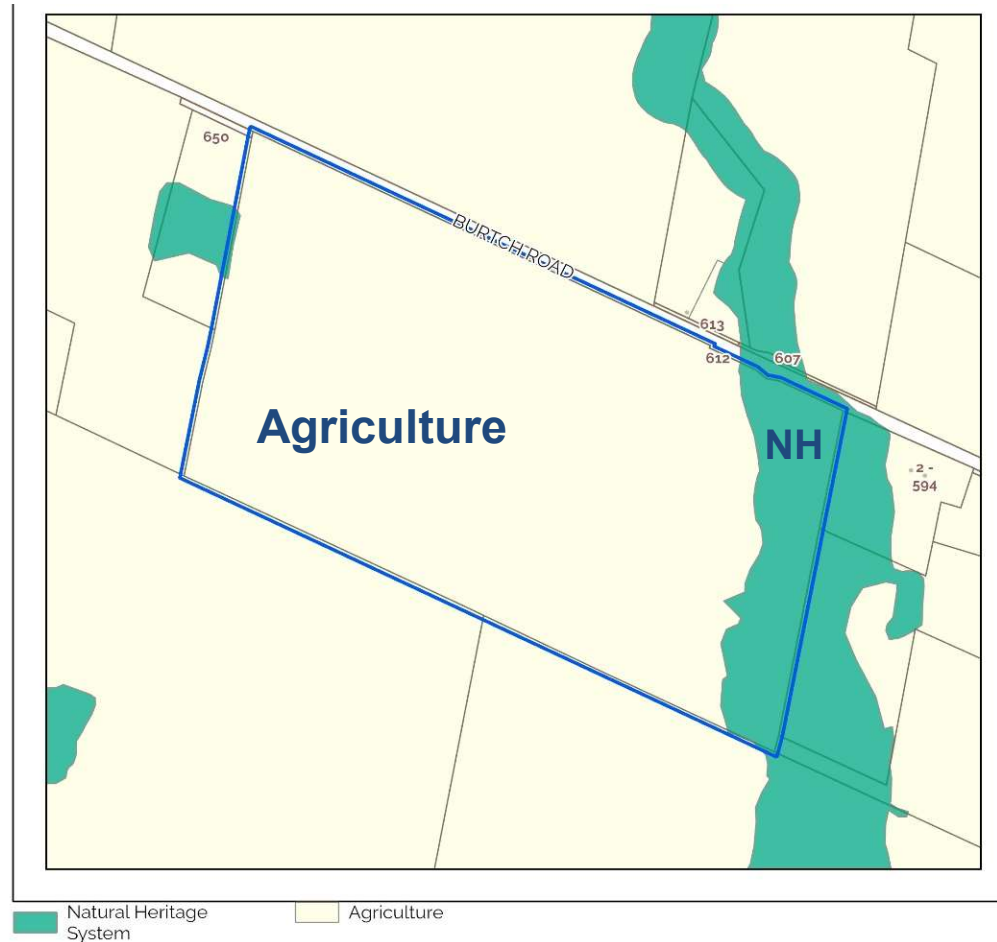 650
BURTCH ROAD
613
612
607
Agriculture
NH
2 -
594
Natural Heritage
System
Agriculture